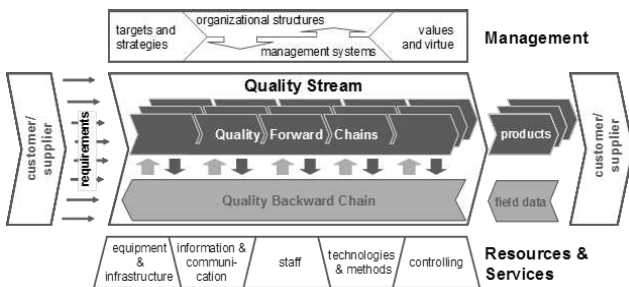 targets and
strategies
organizational structures
management systems
values
and virtue
Management
customer/
supplier
requirements
Quality Stream
Quality Forward Chains
products
Quality Backward Chain
field data
customer/
supplier
equipment
&
infrastructure
information &
communi-
cation
staff
technologies
& methods
controlling
Resources &
Services